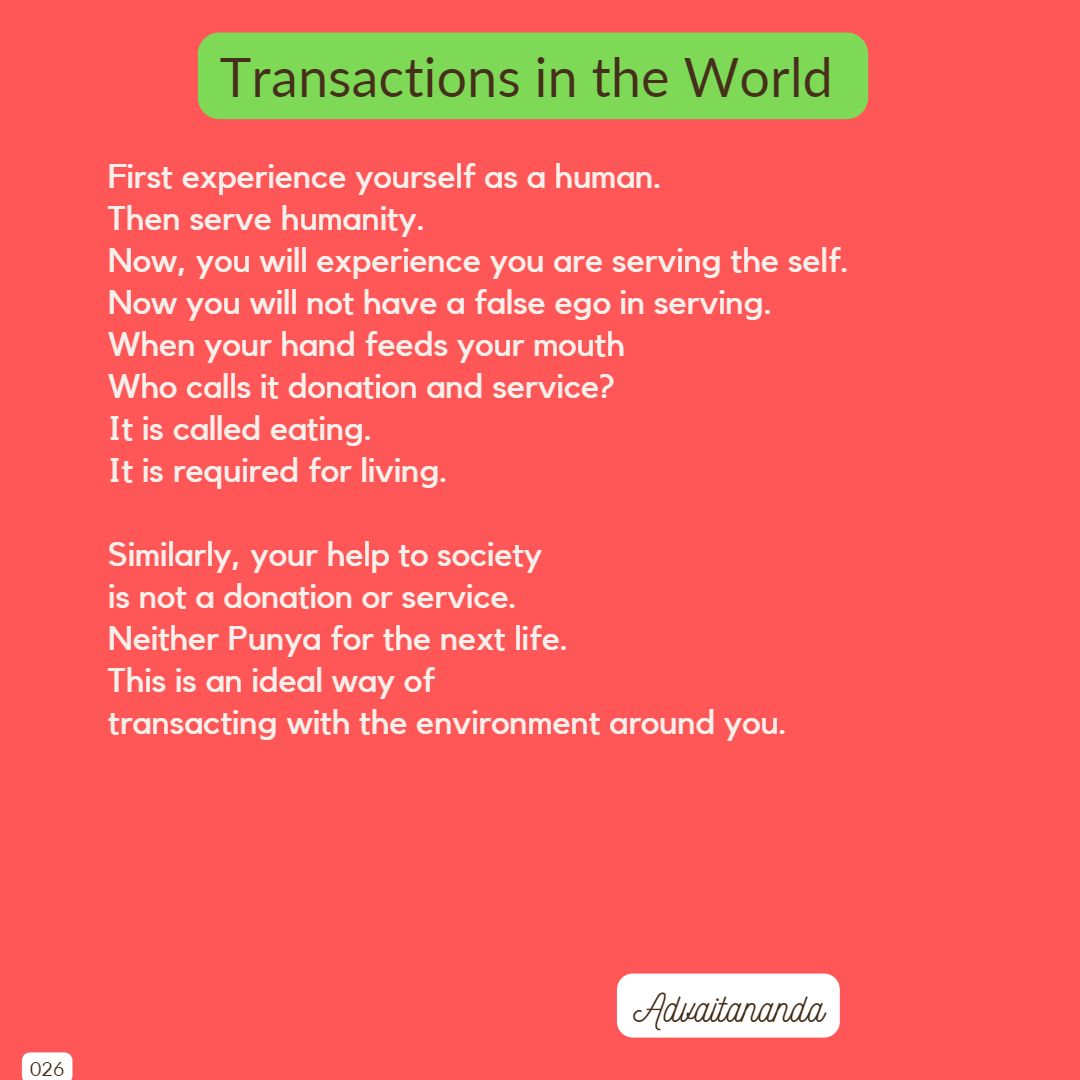 Transactions in the World
First experience yourself as a human.
Then serve humanity.
Now, you will experience you are serving the self.
Now you will not have a false ego in serving.
When your hand feeds your mouth
Who calls it donation and service?
It is called eating.
It is required for living.
Similarly, your help to society
is not a donation or service.
Neither Punya for the next life.
This is an ideal way of
transacting with the environment around you.
Advaitananda
026